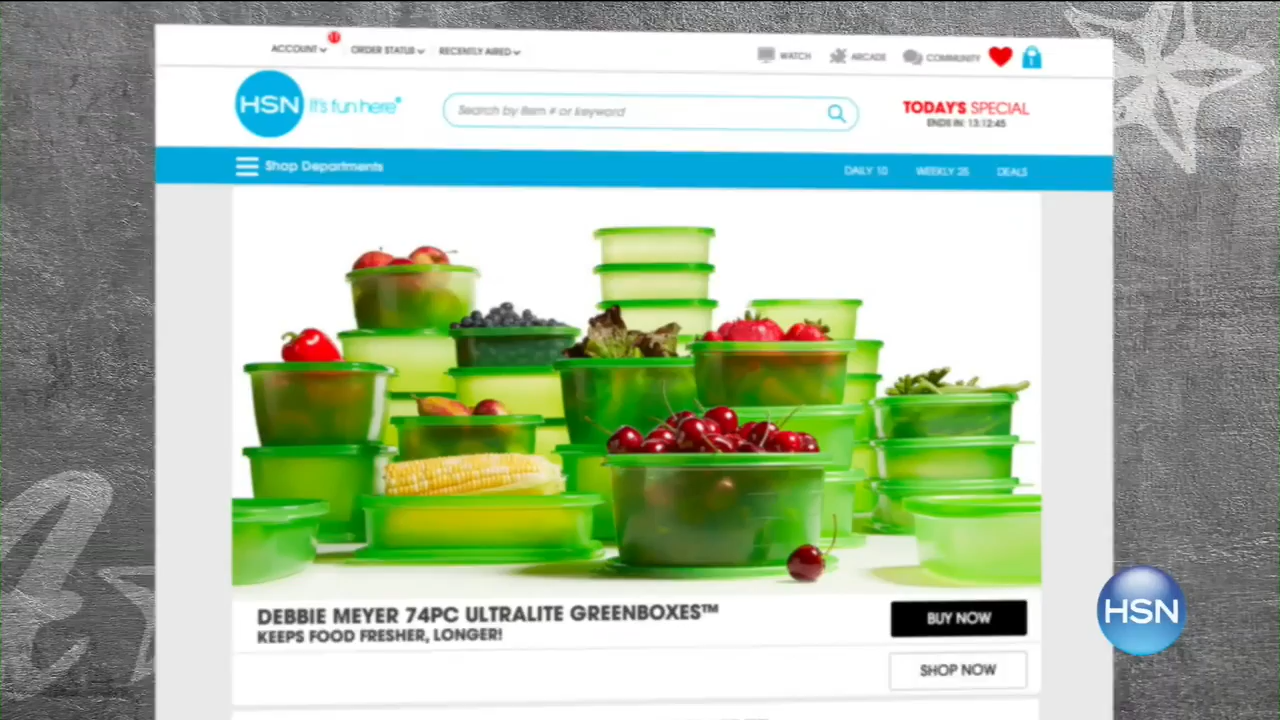 ACCOUNT
ORDER STATUS
RECENTLY AIRED
WATCH
ARCADE
COMMUNITY
1
HSN It's fun here
Search by item # or keyword
TODAY'S SPECIAL
ENDS IN: 13:12:45
Shop Departments
DAILY 10
WEEKLY 25
DEALS
DEBBIE MEYER 74PC ULTRALITE GREENBOXES™
KEEPS FOOD FRESHER, LONGER!
BUY NOW
SHOP NOW
HSN